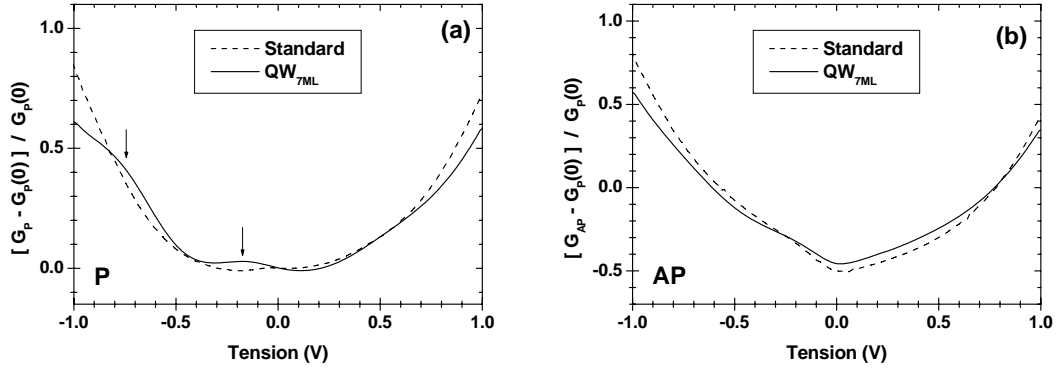 (a)
Standard
QW7ML
[ GP - GP(0) ] / GP(0)
1.0
0.5
0.0
P
-1.0 -0.5 0.0 0.5 1.0
Tension (V)
(b)
Standard
QW7ML
[ GAP - GP(0) ] / GP(0)
1.0
0.5
0.0
-0.5
AP
-1.0 -0.5 0.0 0.5 1.0
Tension (V)